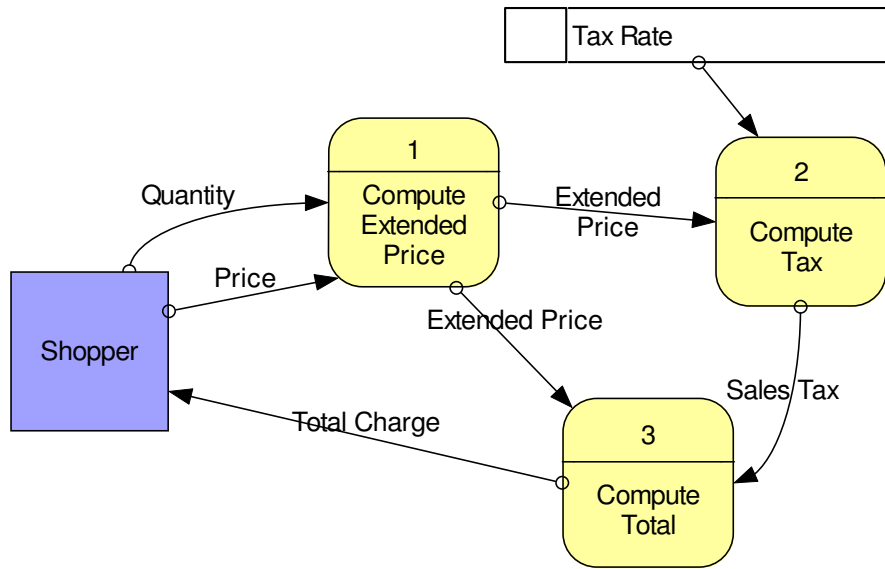 Tax Rate
1
Compute
Extended
Price
2
Compute
Tax
Quantity
Extended
Price
Price
Extended Price
Shopper
Sales Tax
Total Charge
3
Compute
Total